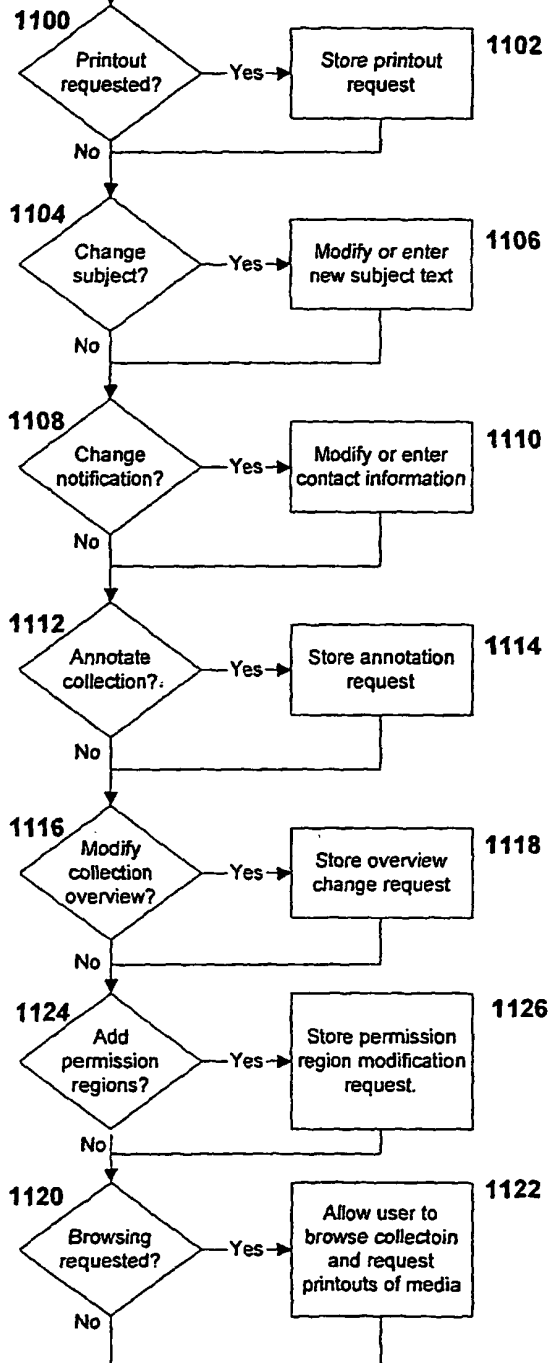 1100
Printout
requested?
Yes
Store printout
request
1102
No
1104
Change
subject?
Yes
Modify or enter
new subject text
1106
No
1108
Change
notification?
Yes
Modify or enter
contact information
1110
No
1112
Annotate
collection?
Yes
Store annotation
request
1114
No
1116
Modify
collection
overview?
Yes
Store overview
change request
1118
No
1124
Add
permission
regions?
Yes
Store permission
region modification
request.
1126
No
1120
Browsing
requested?
Yes
Allow user to
browse collectoin
and request
printouts of media
1122
No